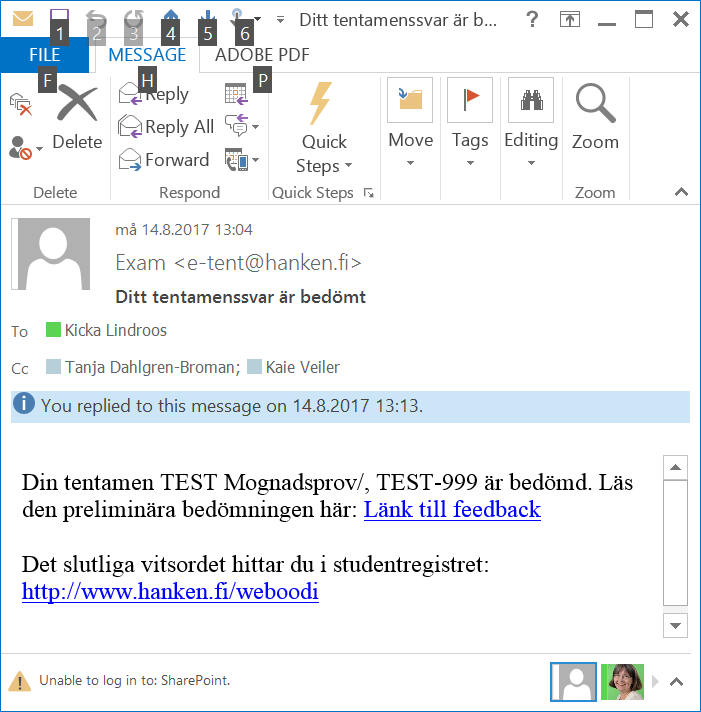 Ditt tentamenssvar är b...
1 2 3 4 5 6
FILE MESSAGE ADOBE PDF
F H P
Delete
Reply
Reply All
Forward
Quick
Steps
Move
Tags
Editing
Zoom
Delete Respond Quick Steps Zoom
må 14.8.2017 13:04
Exam <e-tent@hanken.fi>
Ditt tentamenssvar är bedömt
To Kicka Lindroos
Cc Tanja Dahlgren-Broman; Kaie Veiler
You replied to this message on 14.8.2017 13:13.
Din tentamen TEST Mognadsprov/, TEST-999 är bedömd. Läs
den preliminära bedömningen här: Länk till feedback
Det slutliga vitsordet hittar du i studentregistret:
http://www.hanken.fi/weboodi
Unable to log in to: SharePoint.